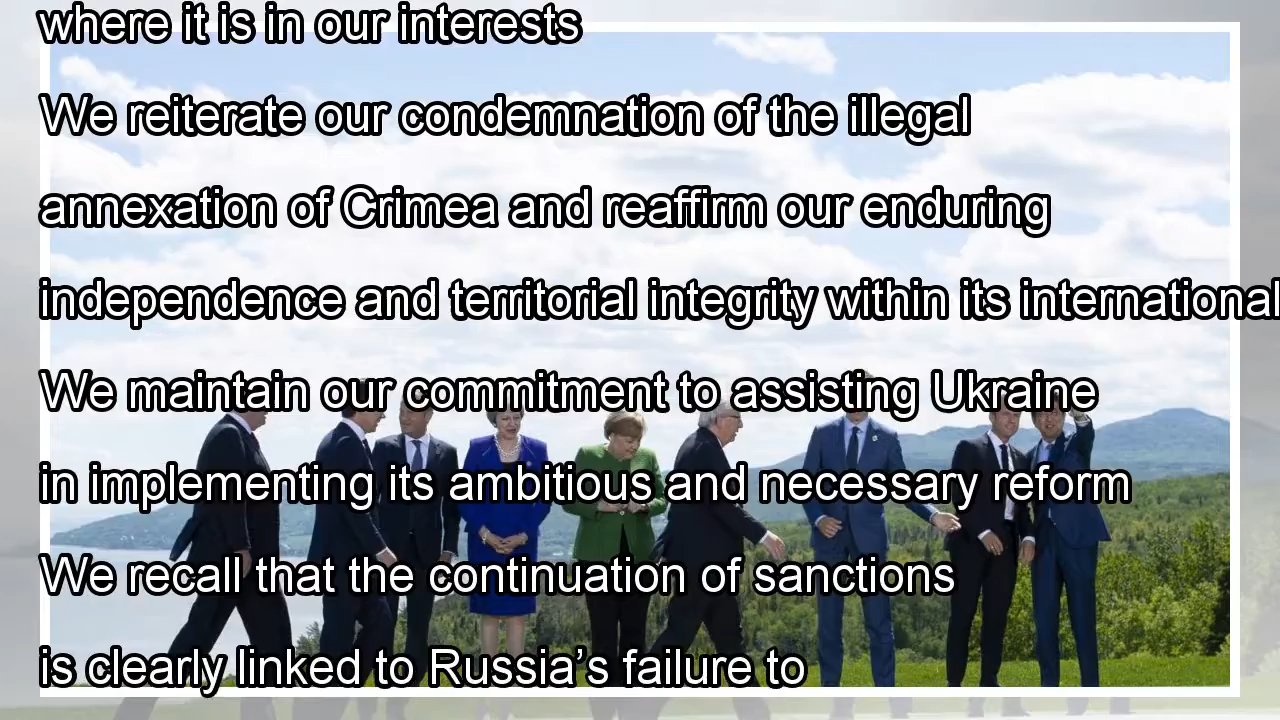 where it is in our interests
We reiterate our condemnation of the illegal
annexation of Crimea and reaffirm our enduring
independence and territorial integrity within its international
We maintain our commitment to assisting Ukraine
in implementing its ambitious and necessary reform
We recall that the continuation of sanctions
is clearly linked to Russia’s failure to